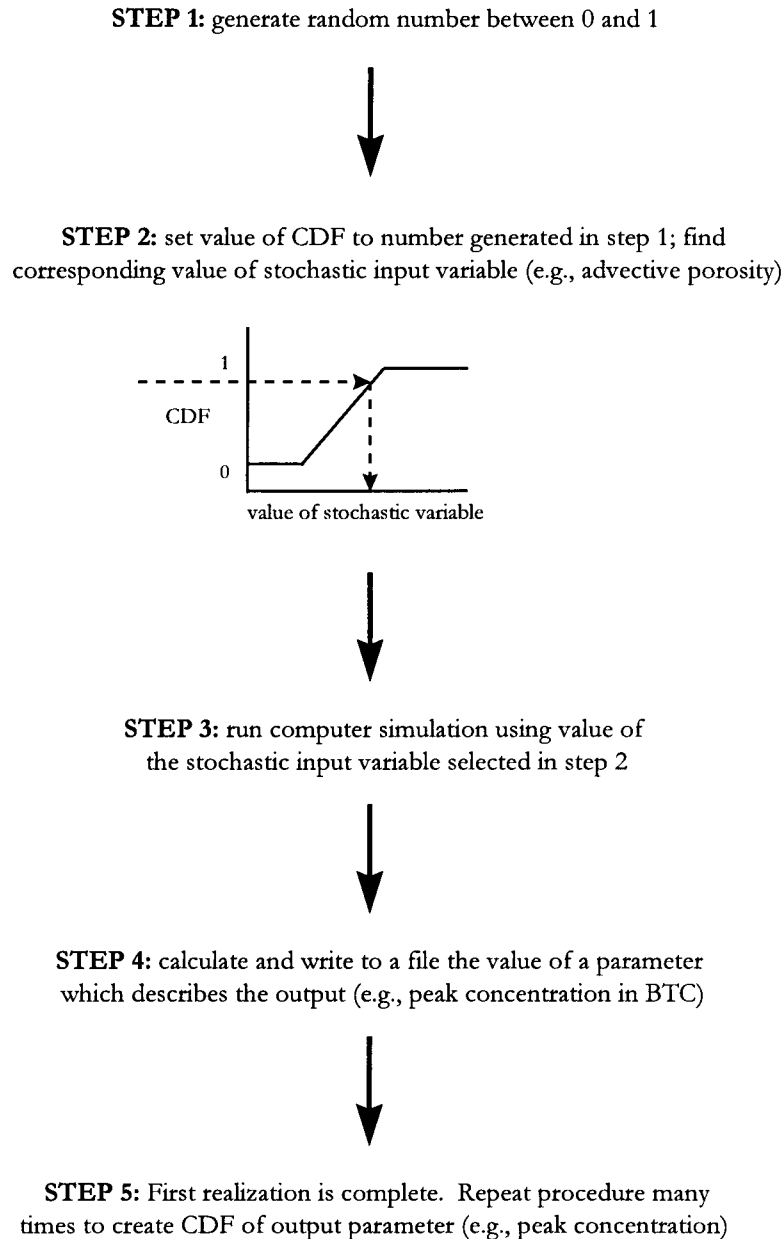 STEP 1: generate random number between 0 and 1
STEP 2: set value of CDF to number generated in step 1; find
corresponding value of stochastic input variable (e.g., advective porosity)
1
CDF
0
value of stochastic variable
STEP 3: run computer simulation using value of
the stochastic input variable selected in step 2
STEP 4: calculate and write to a file the value of a parameter
which describes the output (e.g., peak concentration in BTC)
STEP 5: First realization is complete. Repeat procedure many
times to create CDF of output parameter (e.g., peak concentration)